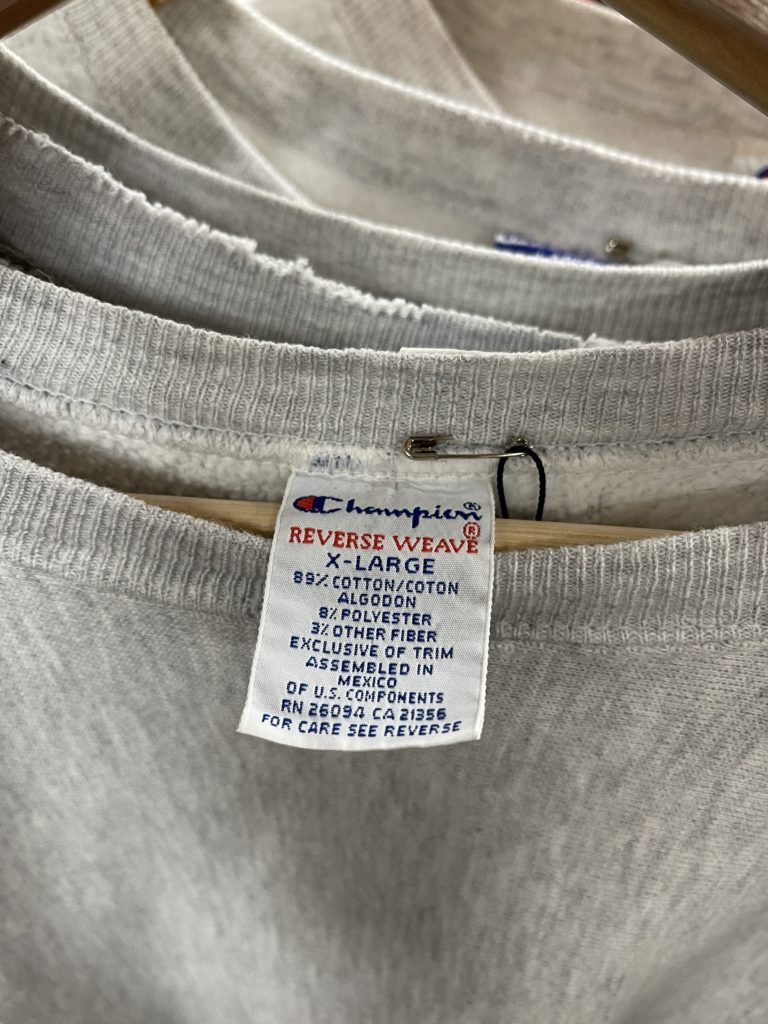 Champion®
REVERSE WEAVE®
X-LARGE
89% COTTON/COTON
ALGODON
8% POLYESTER
3% OTHER FIBER
EXCLUSIVE OF TRIM
ASSEMBLED IN
MEXICO
OF U.S. COMPONENTS
RN 26094 CA 21356
FOR CARE SEE REVERSE